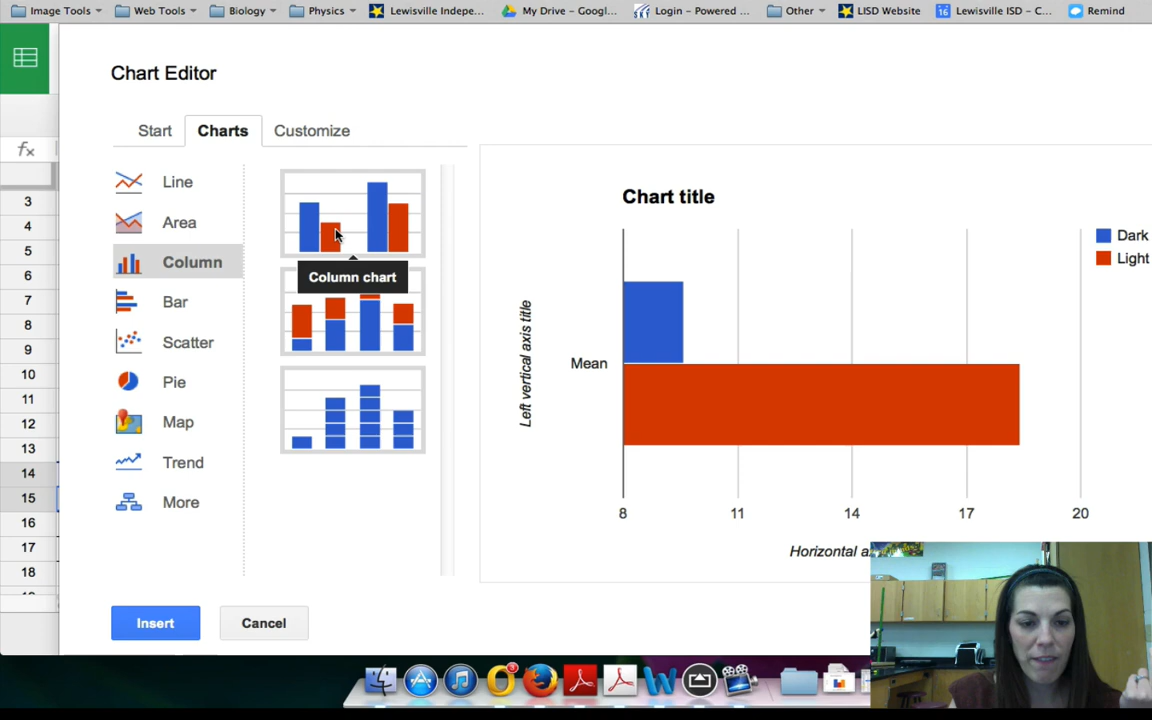 Image Tools Web Tools Biology Physics Lewisville Indepe... My Drive – Googl... Login – Powered ... Other LISD Website 16 Lewisville ISD – C... Remind
Chart Editor
Start Charts Customize
fx
Line
Area
Column
Bar
Scatter
Pie
Map
Trend
More
Column chart
Chart title
Dark
Light
Left vertical axis title
Mean
8 11 14 17 20
Horizontal a
3
4
5
6
7
8
9
10
11
12
13
14
15
16
17
18
Insert Cancel
3